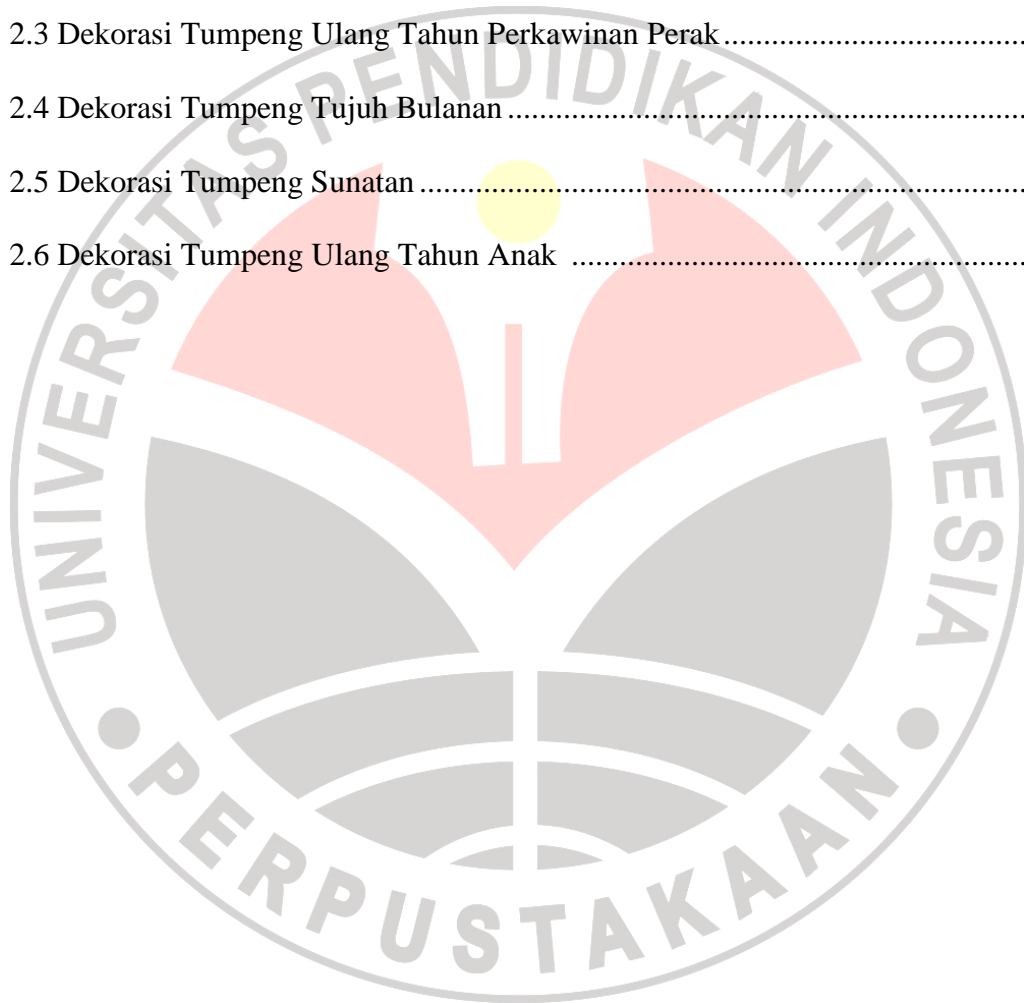 2.3 Dekorasi Tumpeng Ulang Tahun Perkawinan Perak......................................
2.4 Dekorasi Tumpeng Tujuh Bulanan.................................................................
2.5 Dekorasi Tumpeng Sunatan............................................................................
2.6 Dekorasi Tumpeng Ulang Tahun Anak .........................................................
UNIVERSITAS PENDIDIKAN INDONESIA
PERPUSTAKAAN